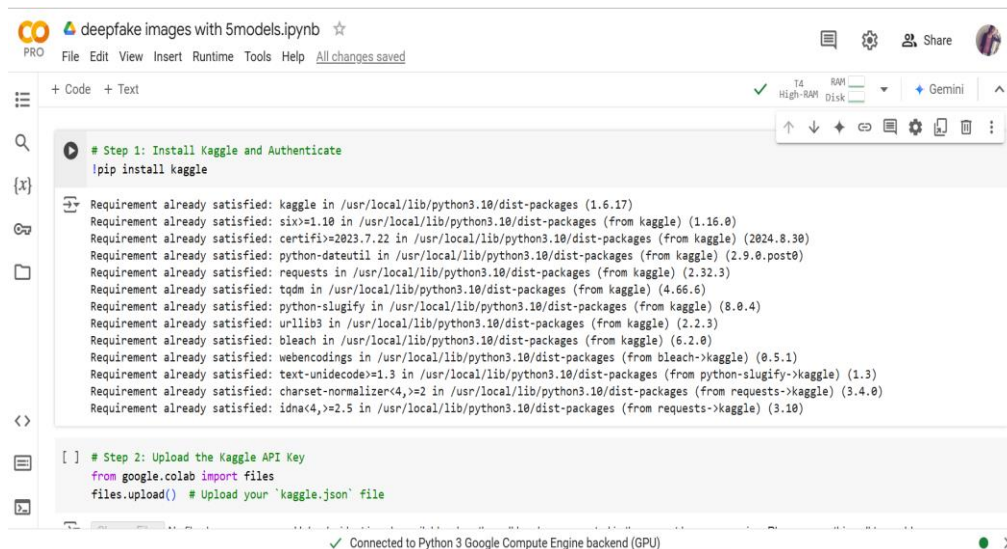 CO
PRO
deepfake images with 5models.ipynb
File Edit View Insert Runtime Tools Help All changes saved
Share
+ Code + Text
T4 RAM
High-RAM Disk
Gemini
# Step 1: Install Kaggle and Authenticate
!pip install kaggle
{x}
Requirement already satisfied: kaggle in /usr/local/lib/python3.10/dist-packages (1.6.17)
Requirement already satisfied: six>=1.10 in /usr/local/lib/python3.10/dist-packages (from kaggle) (1.16.0)
Requirement already satisfied: certifi>=2023.7.22 in /usr/local/lib/python3.10/dist-packages (from kaggle) (2024.8.30)
Requirement already satisfied: python-dateutil in /usr/local/lib/python3.10/dist-packages (from kaggle) (2.9.0.post0)
Requirement already satisfied: requests in /usr/local/lib/python3.10/dist-packages (from kaggle) (2.32.3)
Requirement already satisfied: tqdm in /usr/local/lib/python3.10/dist-packages (from kaggle) (4.66.6)
Requirement already satisfied: python-slugify in /usr/local/lib/python3.10/dist-packages (from kaggle) (8.0.4)
Requirement already satisfied: urllib3 in /usr/local/lib/python3.10/dist-packages (from kaggle) (2.2.3)
Requirement already satisfied: bleach in /usr/local/lib/python3.10/dist-packages (from kaggle) (6.2.0)
Requirement already satisfied: webencodings in /usr/local/lib/python3.10/dist-packages (from bleach->kaggle) (0.5.1)
Requirement already satisfied: text-unidecode>=1.3 in /usr/local/lib/python3.10/dist-packages (from python-slugify->kaggle) (1.3)
Requirement already satisfied: charset-normalizer<4,>=2 in /usr/local/lib/python3.10/dist-packages (from requests->kaggle) (3.4.0)
Requirement already satisfied: idna<4,>=2.5 in /usr/local/lib/python3.10/dist-packages (from requests->kaggle) (3.10)
[ ] # Step 2: Upload the Kaggle API Key
from google.colab import files
files.upload() # Upload your `kaggle.json` file
Connected to Python 3 Google Compute Engine backend (GPU)